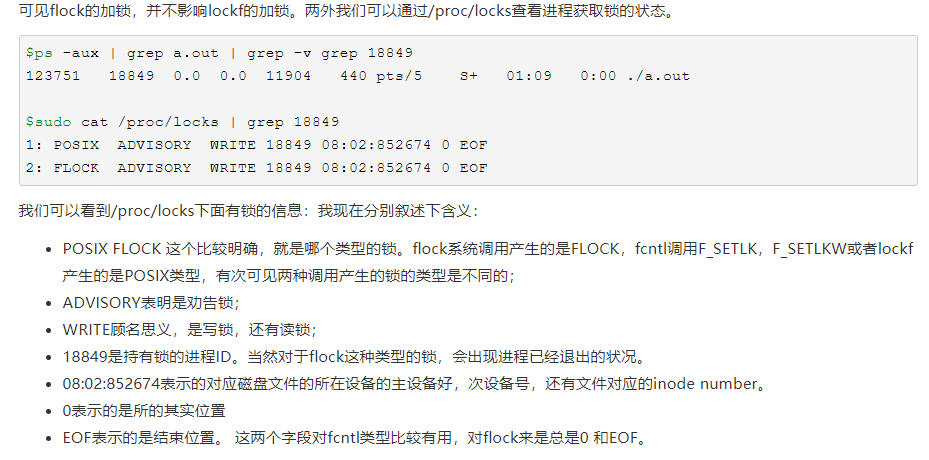 可见flock的加锁，并不影响lockf的加锁。两外我们可以通过/proc/locks查看进程获取锁的状态。
$ps -aux | grep a.out | grep -v grep 18849
123751   18849  0.0  0.0  11904   440 pts/5    S+   01:09   0:00 ./a.out
$sudo cat /proc/locks | grep 18849
1: POSIX  ADVISORY  WRITE 18849 08:02:852674 0 EOF
2: FLOCK  ADVISORY  WRITE 18849 08:02:852674 0 EOF
我们可以看到/proc/locks下面有锁的信息：我现在分别叙述下含义：
• POSIX FLOCK 这个比较明确，就是哪个类型的锁。flock系统调用产生的是FLOCK，fcntl调用F_SETLK，F_SETLKW或者lockf
产生的是POSIX类型，有次可见两种调用产生的锁的类型是不同的；
• ADVISORY表明是劝告锁；
• WRITE顾名思义，是写锁，还有读锁；
• 18849是持有锁的进程ID。当然对于flock这种类型的锁，会出现进程已经退出的状况。
• 08:02:852674表示的对应磁盘文件的所在设备的主设备好，次设备号，还有文件对应的inode number。
• 0表示的是所的其实位置
• EOF表示的是结束位置。 这两个字段对fcntl类型比较有用，对flock来是总是0 和EOF。